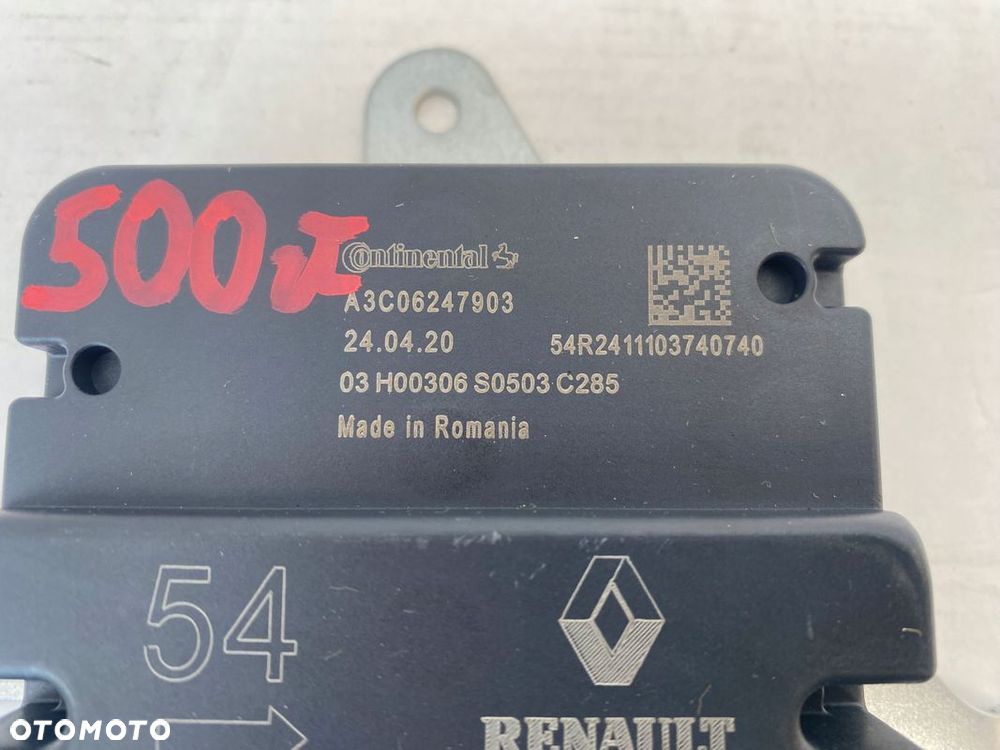 500zł
Continental
A3C06247903
24.04.20
54R2411103740740
03 H00306 S0503 C285
Made in Romania
54
RENAULT
OTOMOTO